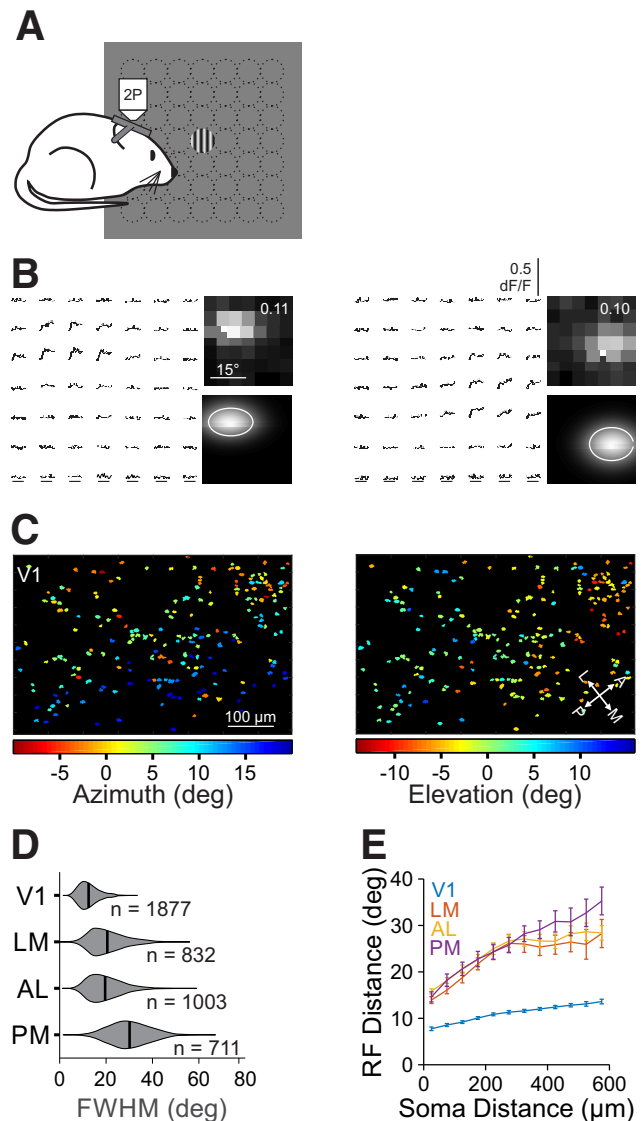 A
2P
B
0.5
dF/F
0.11
15°
0.10
C
V1
100 µm
L
A
P
M
-5 0 5 10 15
Azimuth (deg)
-10 -5 0 5 10
Elevation (deg)
D
V1
n = 1877
LM
n = 832
AL
n = 1003
PM
n = 711
0 20 40 60 80
FWHM (deg)
E
40
30
20
10
0
RF Distance (deg)
V1
LM
AL
PM
0 200 400 600
Soma Distance (µm)